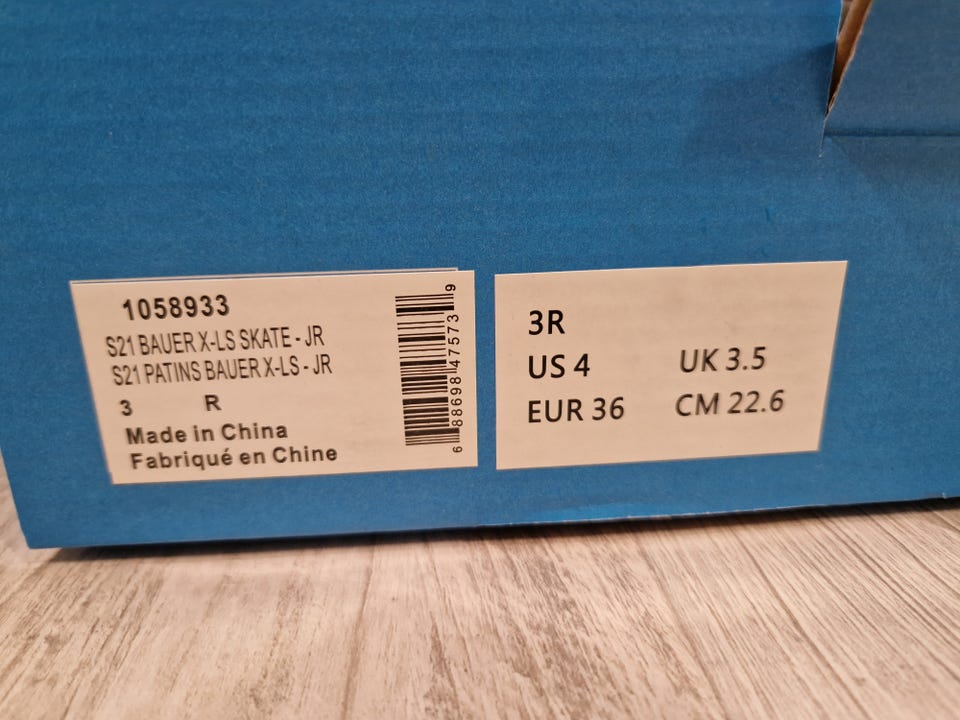 1058933
S21 BAUER X-LS SKATE - JR
S21 PATINS BAUER X-LS - JR
3 R
Made in China
Fabriqué en Chine
6 88698 47573 9
3R
US 4 UK 3.5
EUR 36 CM 22.6